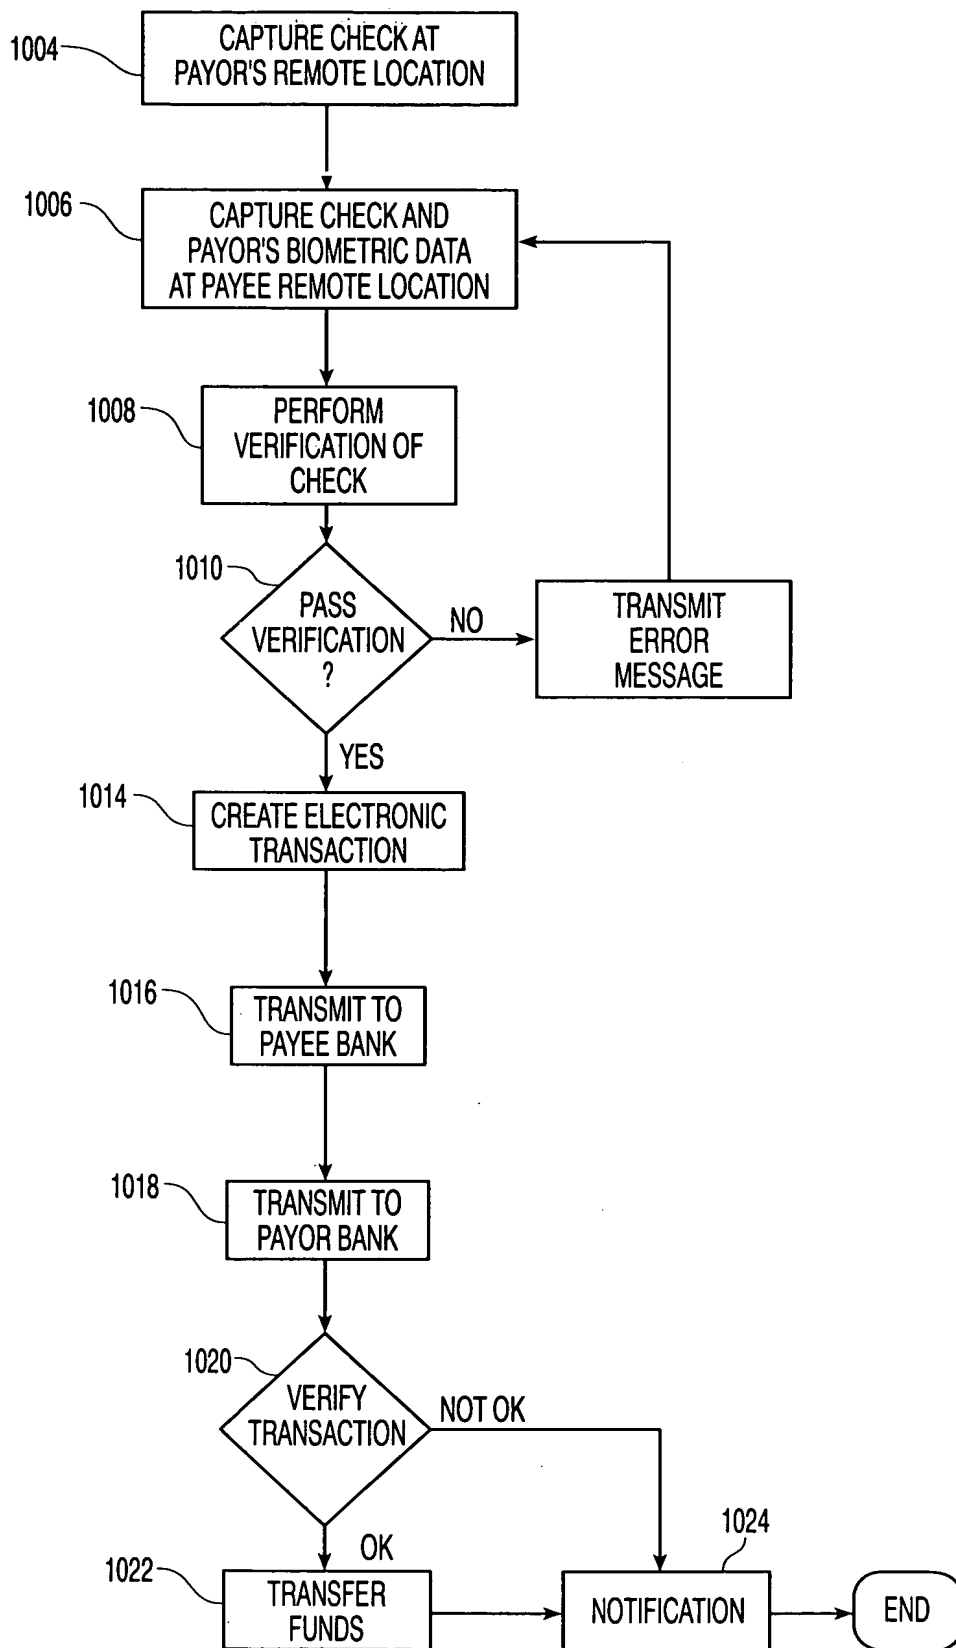 1004
CAPTURE CHECK AT
PAYOR'S REMOTE LOCATION
1006
CAPTURE CHECK AND
PAYOR'S BIOMETRIC DATA
AT PAYEE REMOTE LOCATION
1008
PERFORM
VERIFICATION OF
CHECK
1010
PASS
VERIFICATION
?
NO
TRANSMIT
ERROR
MESSAGE
YES
1014
CREATE ELECTRONIC
TRANSACTION
1016
TRANSMIT TO
PAYEE BANK
1018
TRANSMIT TO
PAYOR BANK
1020
VERIFY
TRANSACTION
NOT OK
OK
1022
TRANSFER
FUNDS
1024
NOTIFICATION
END